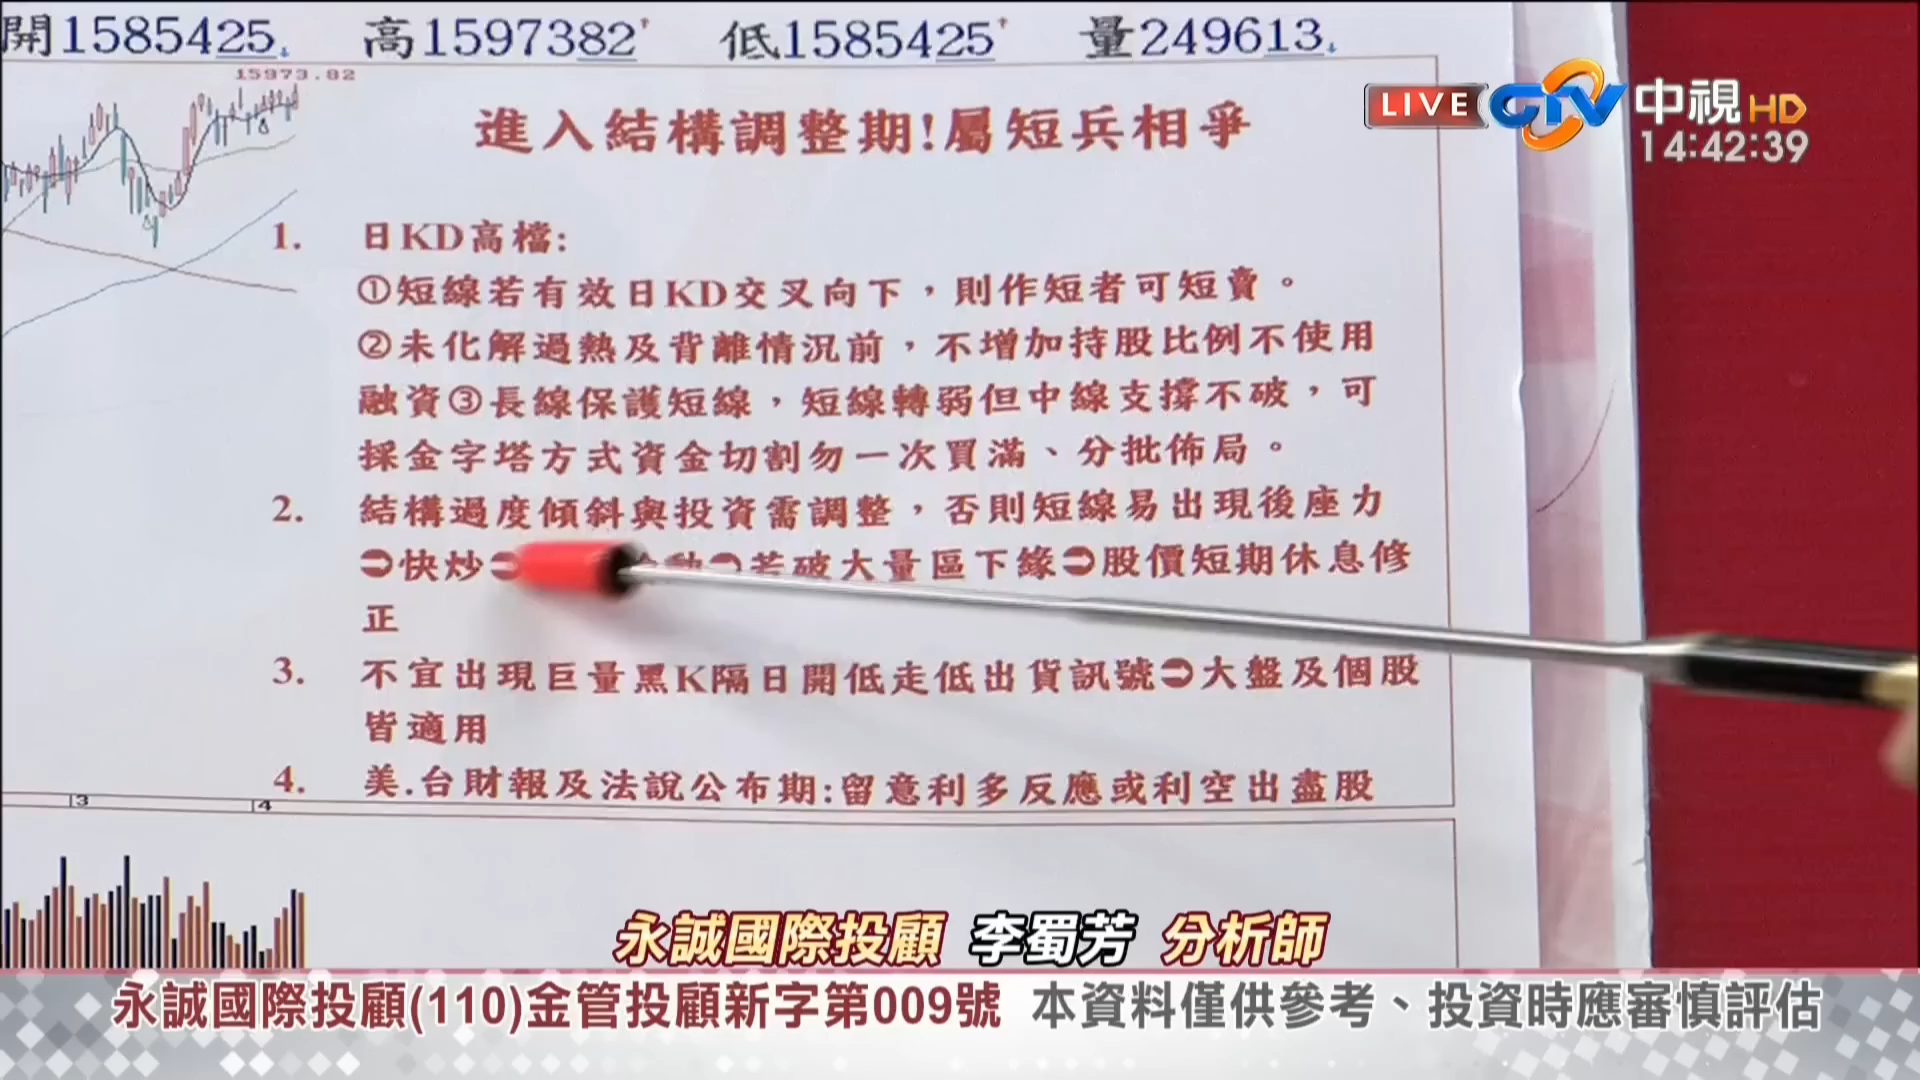 開1585425 高1597382 低1585425 量249613
15973.82
進入結構調整期!屬短兵相爭
LIVE CTV 中視HD
14:42:39
1. 日KD高檔:
①短線若有效日KD交叉向下,則作短者可短賣。
②未化解過熱及背離情況前,不增加持股比例不使用
融資③長線保護短線,短線轉弱但中線支撐不破,可
採金字塔方式資金切割勿一次買滿、分批佈局。
2. 結構過度傾斜與投資需調整,否則短線易出現後座力
⊃快炒⊃ ⊃若破大量區下緣⊃股價短期休息修
正
3. 不宜出現巨量黑K隔日開低走低出貨訊號⊃大盤及個股
皆適用
4. 美.台財報及法說公布期:留意利多反應或利空出盡股
3 4
永誠國際投顧 李蜀芳 分析師
永誠國際投顧(110)金管投顧新字第009號 本資料僅供參考、投資時應審慎評估